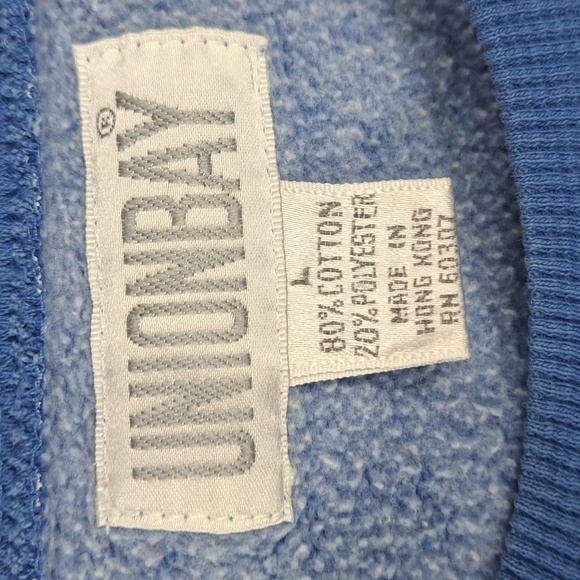 UNIONBAY®
L
80% COTTON
20% POLYESTER
MADE IN
HONG KONG
RN 60307